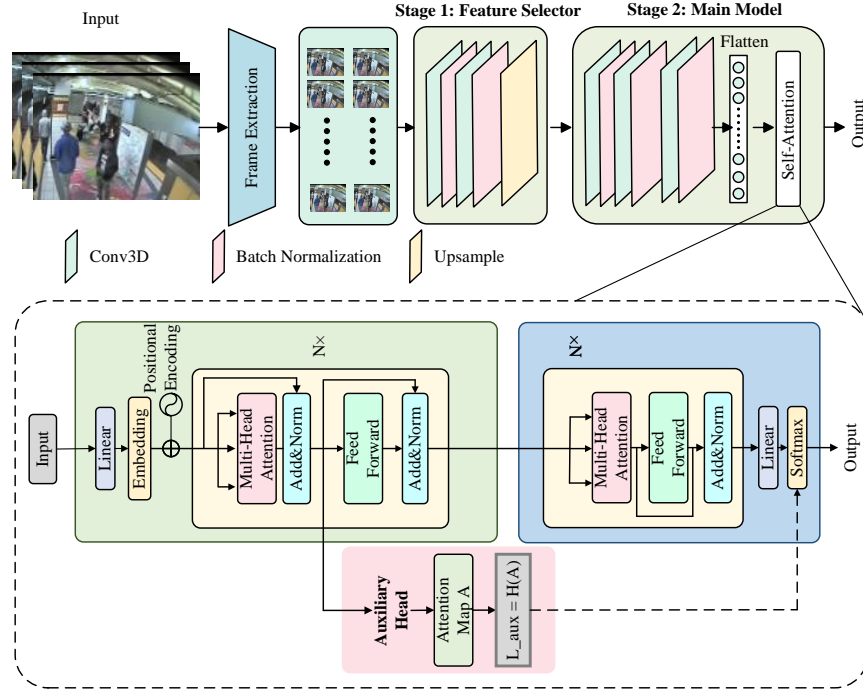 Input
Stage 1: Feature Selector
Stage 2: Main Model
Frame Extraction
Flatten
Self-Attention
Output
Conv3D
Batch Normalization
Upsample
Input
Linear
Embedding
Positional
Encoding
N×
Multi-Head
Attention
Add&Norm
Feed
Forward
Add&Norm
N×
Multi-Head
Attention
Feed
Forward
Add&Norm
Linear
Softmax
Output
Auxiliary
Head
Attention
Map A
L_aux = H(A)